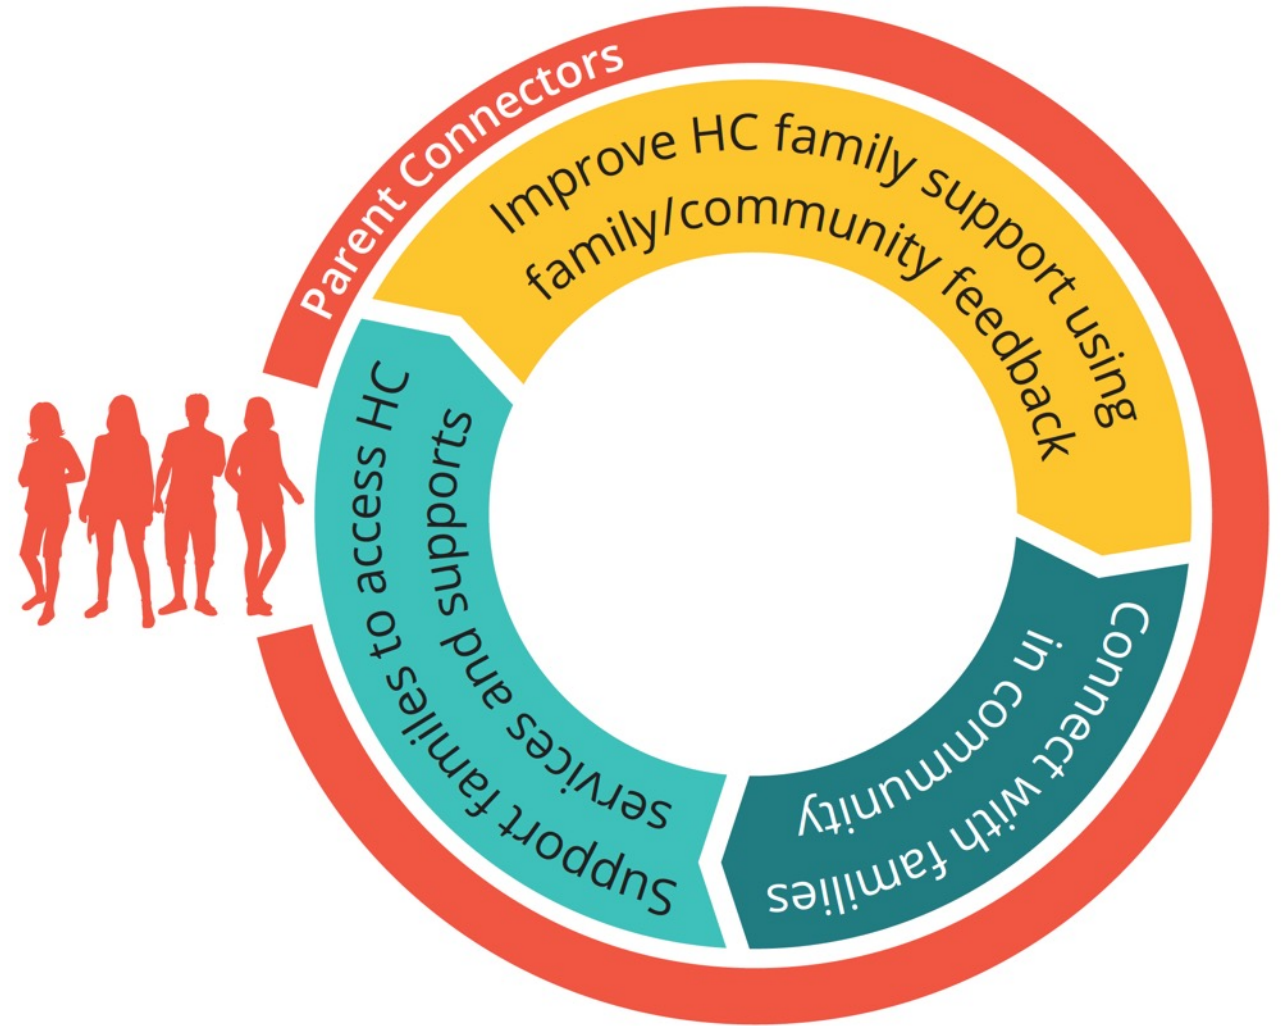 Parent Connectors
Improve HC family support using
family/community feedback
Connect with families
in community
Support families to access HC
services and supports